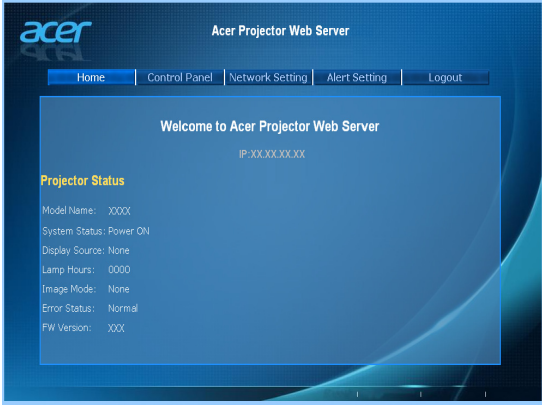 acer
Acer Projector Web Server
Home Control Panel Network Setting Alert Setting Logout
Welcome to Acer Projector Web Server
IP:XX.XX.XX.XX
Projector Status
Model Name: XXXX
System Status: Power ON
Display Source: None
Lamp Hours: 0000
Image Mode: None
Error Status: Normal
FW Version: XXX